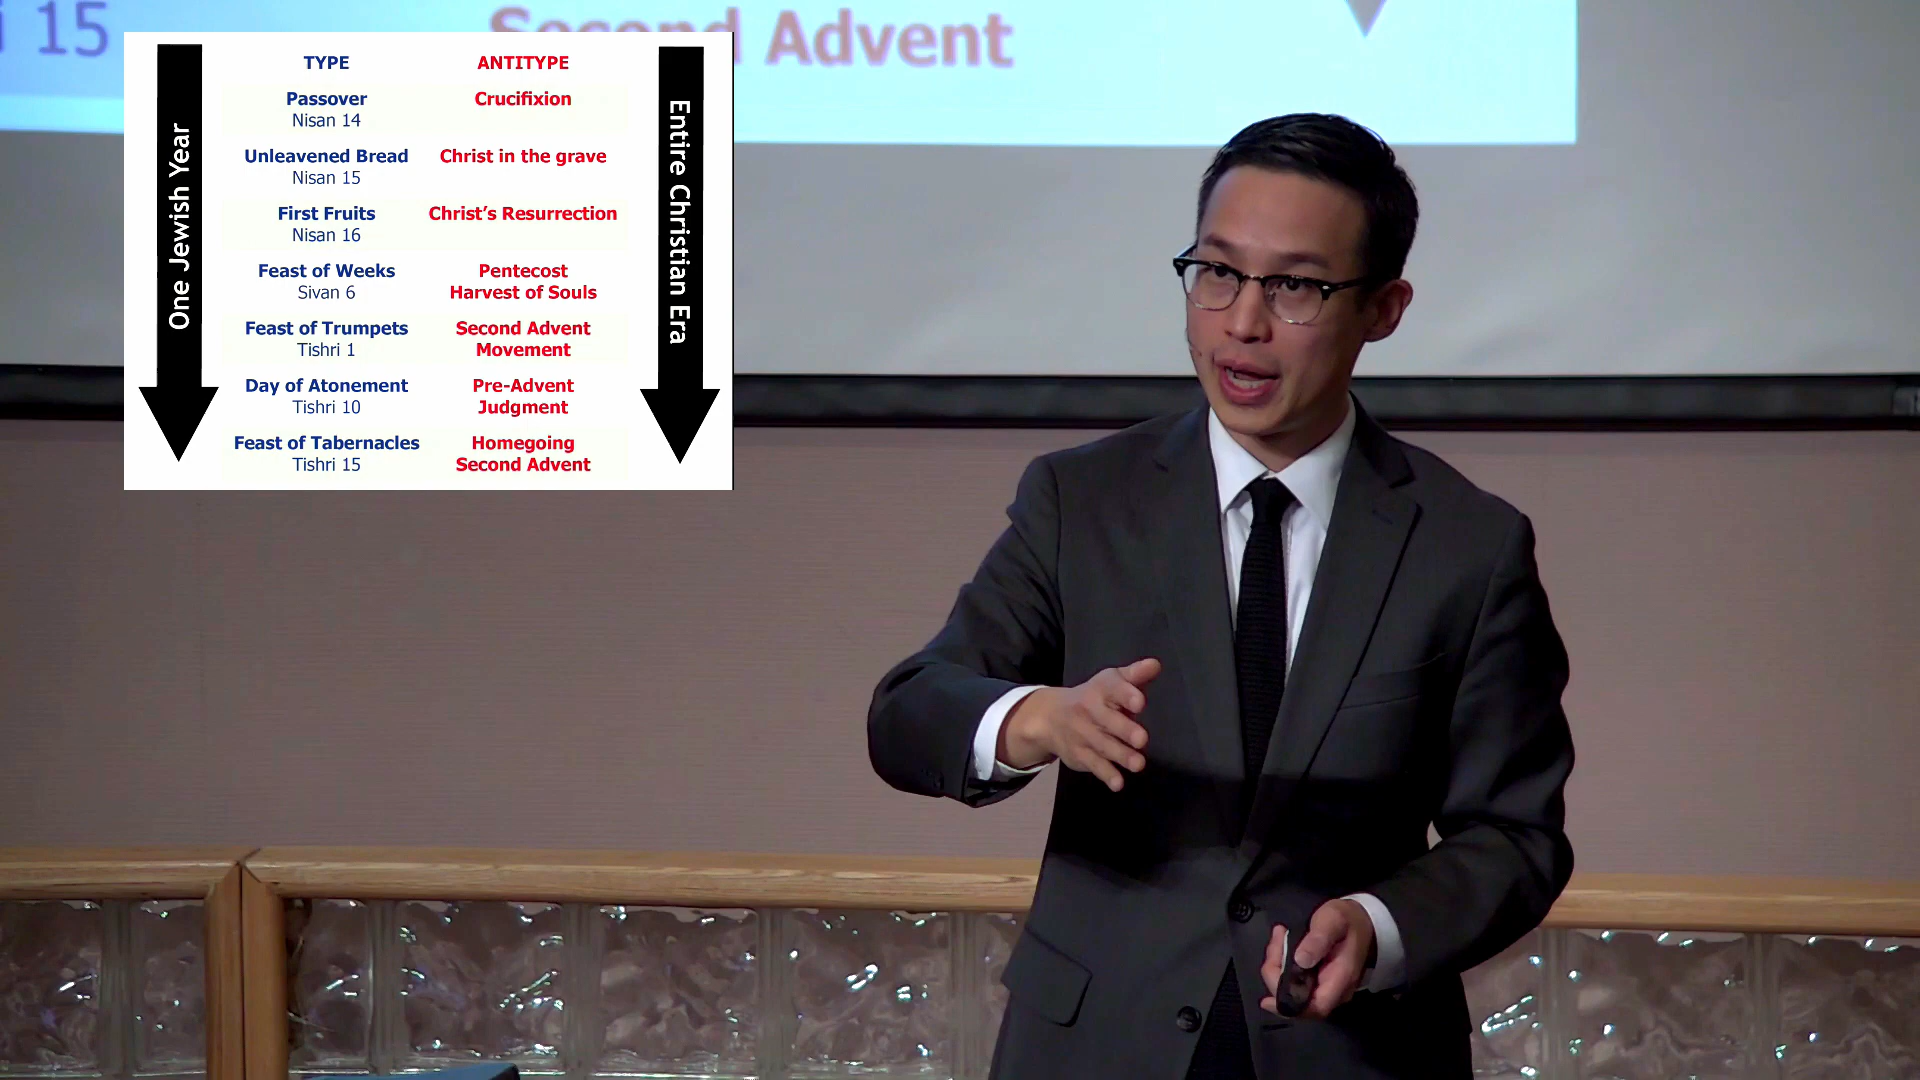 15
Second Advent
One Jewish Year
TYPE
ANTITYPE
Passover
Nisan 14
Crucifixion
Unleavened Bread
Nisan 15
Christ in the grave
First Fruits
Nisan 16
Christ's Resurrection
Feast of Weeks
Sivan 6
Pentecost
Harvest of Souls
Feast of Trumpets
Tishri 1
Second Advent
Movement
Day of Atonement
Tishri 10
Pre-Advent
Judgment
Feast of Tabernacles
Tishri 15
Homegoing
Second Advent
Entire Christian Era